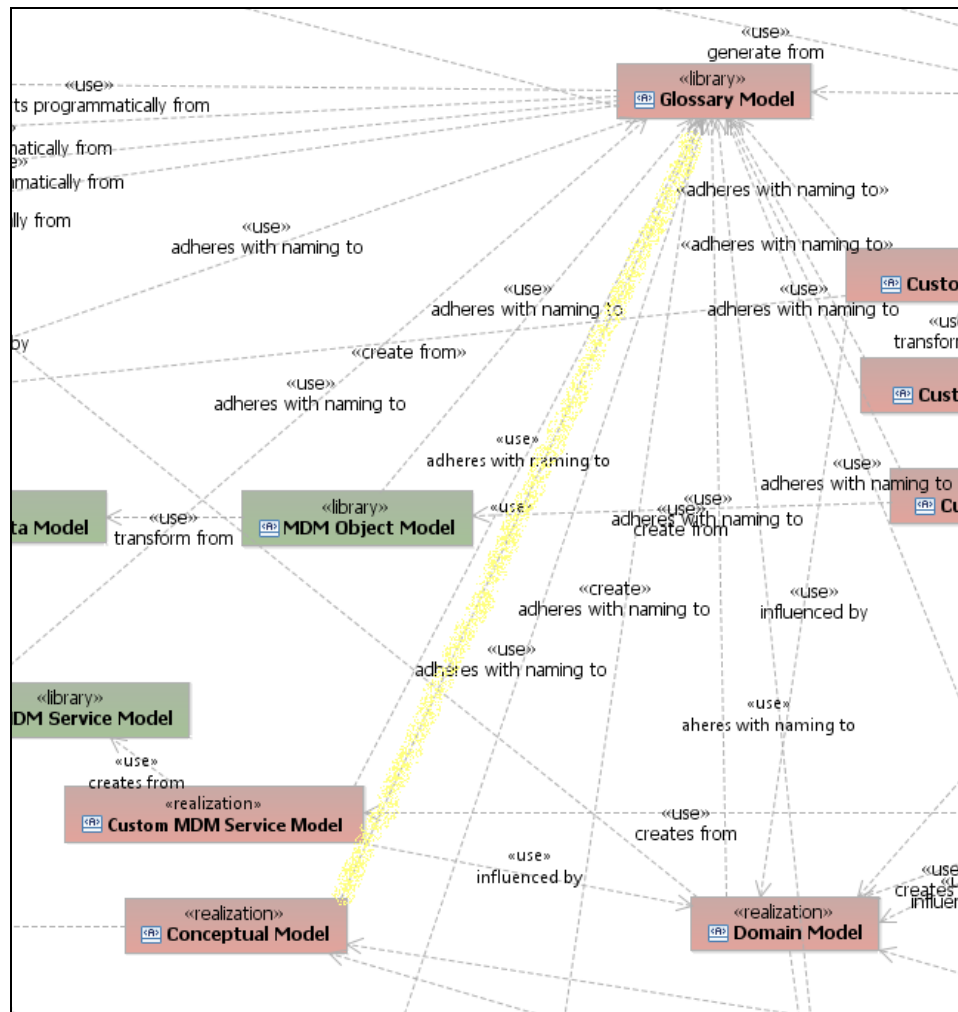 «use»
generate from
«library»
Glossary Model
«use»
ts programmatically from
matically from
mmatically from
lly from
«adheres with naming to»
«use»
adheres with naming to
«adheres with naming to»
«use»
adheres with naming to
«use»
adheres with naming to
Custo
«us
transform
by
«create from»
«use»
adheres with naming to
Cust
«use»
adheres with naming to
«use»
adheres with naming to
Cu
«library»
MDM Object Model
ta Model
«use»
transform from
«use»
«use»
adheres with naming to
«use»
create from
«create»
adheres with naming to
«use»
influenced by
«use»
adheres with naming to
«library»
DM Service Model
«use»
aheres with naming to
«use»
creates from
«realization»
Custom MDM Service Model
«use»
creates from
«use»
influenced by
«use
creates
influen
«realization»
Conceptual Model
«realization»
Domain Model